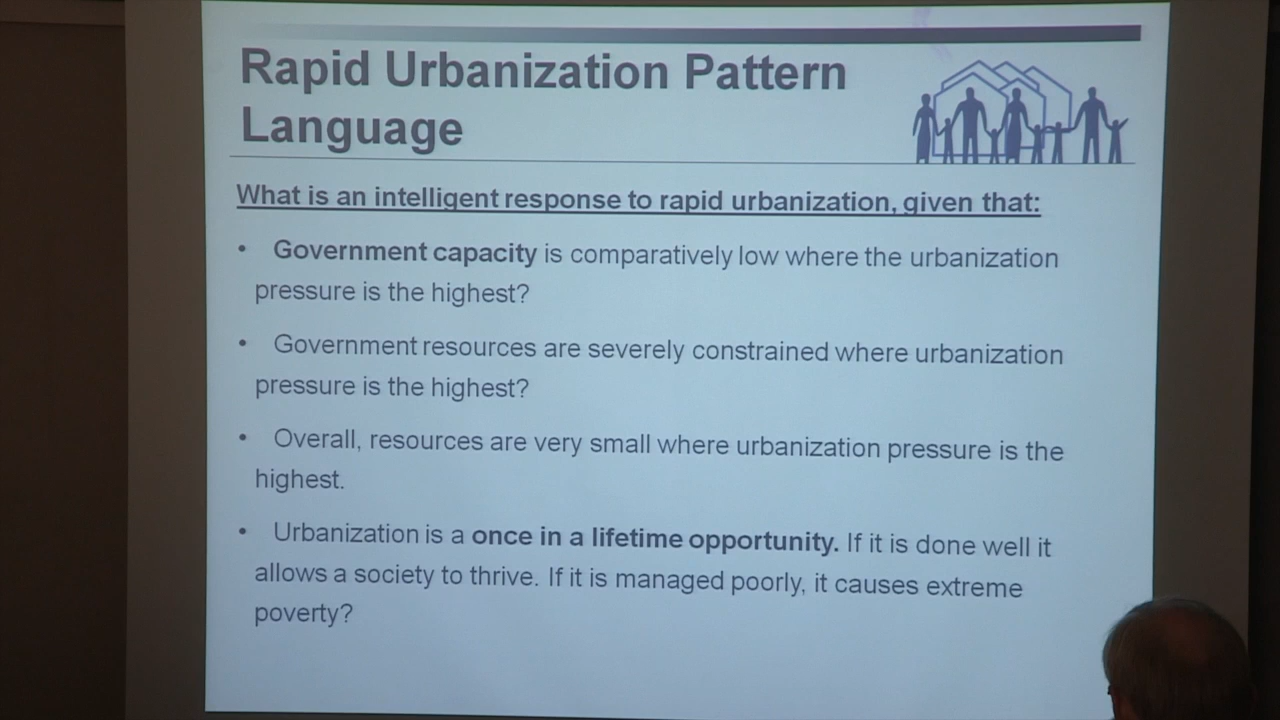 Rapid Urbanization Pattern
Language
What is an intelligent response to rapid urbanization, given that:
• Government capacity is comparatively low where the urbanization
pressure is the highest?
• Government resources are severely constrained where urbanization
pressure is the highest?
• Overall, resources are very small where urbanization pressure is the
highest.
• Urbanization is a once in a lifetime opportunity. If it is done well it
allows a society to thrive. If it is managed poorly, it causes extreme
poverty?